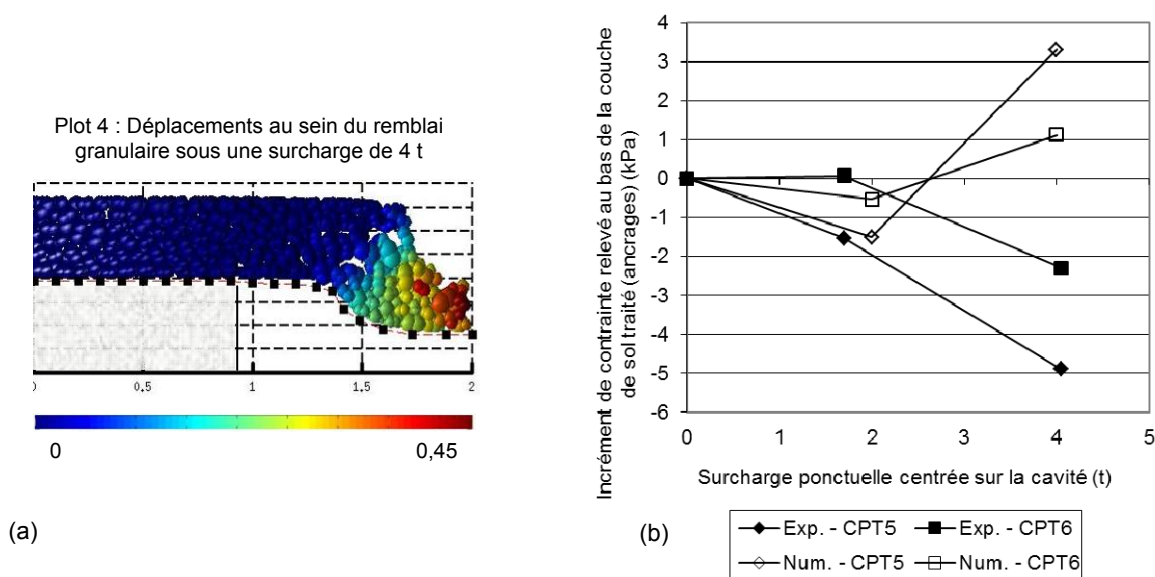 Plot 4 : Déplacements au sein du remblai
granulaire sous une surcharge de 4 t
0.5
1
1.5
2
0
0,45
(a)
Incrément de contrainte relevé au bas de la couche
de sol traité (ancrages) (kPa)
4
3
2
1
0
-1
-2
-3
-4
-5
-6
0
1
2
3
4
5
Surcharge ponctuelle centrée sur la cavité (t)
(b)
Exp. - CPT5
Exp. - CPT6
Num. - CPT5
Num. - CPT6